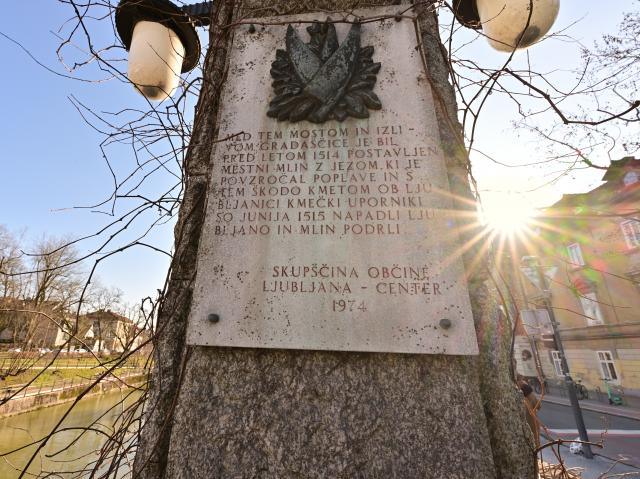 MED TEM MOSTOM IN IZLI -
VOM GRADAŠČICE JE BIL
PRED LETOM 1514 POSTAVLJEN
MESTNI MLIN Z JEZOM, KI JE
POVZROČAL POPLAVE IN S
TEM ŠKODO KMETOM OB LJU
BLJANICI KMEČKI UPORNIKI
SO JUNIJA 1515 NAPADLI LJU
BLJANO IN MLIN PODRLI
SKUPŠČINA OBČINE
LJUBLJANA - CENTER
1974